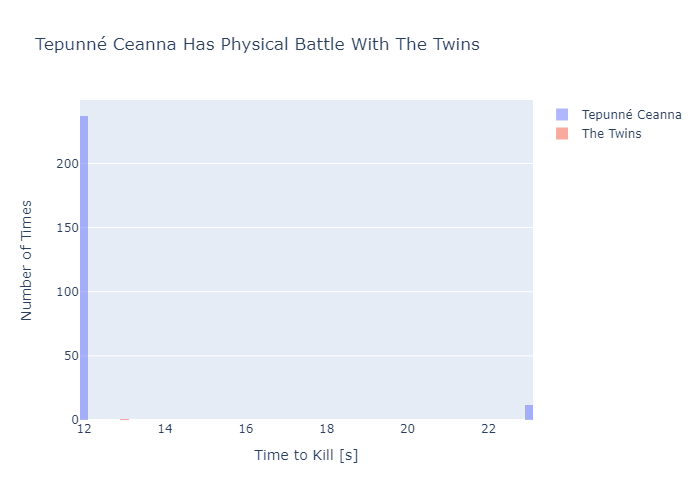 Tepunné Ceanna Has Physical Battle With The Twins
Tepunné Ceanna
The Twins
Number of Times
200
150
100
50
0
12 14 16 18 20 22
Time to Kill [s]